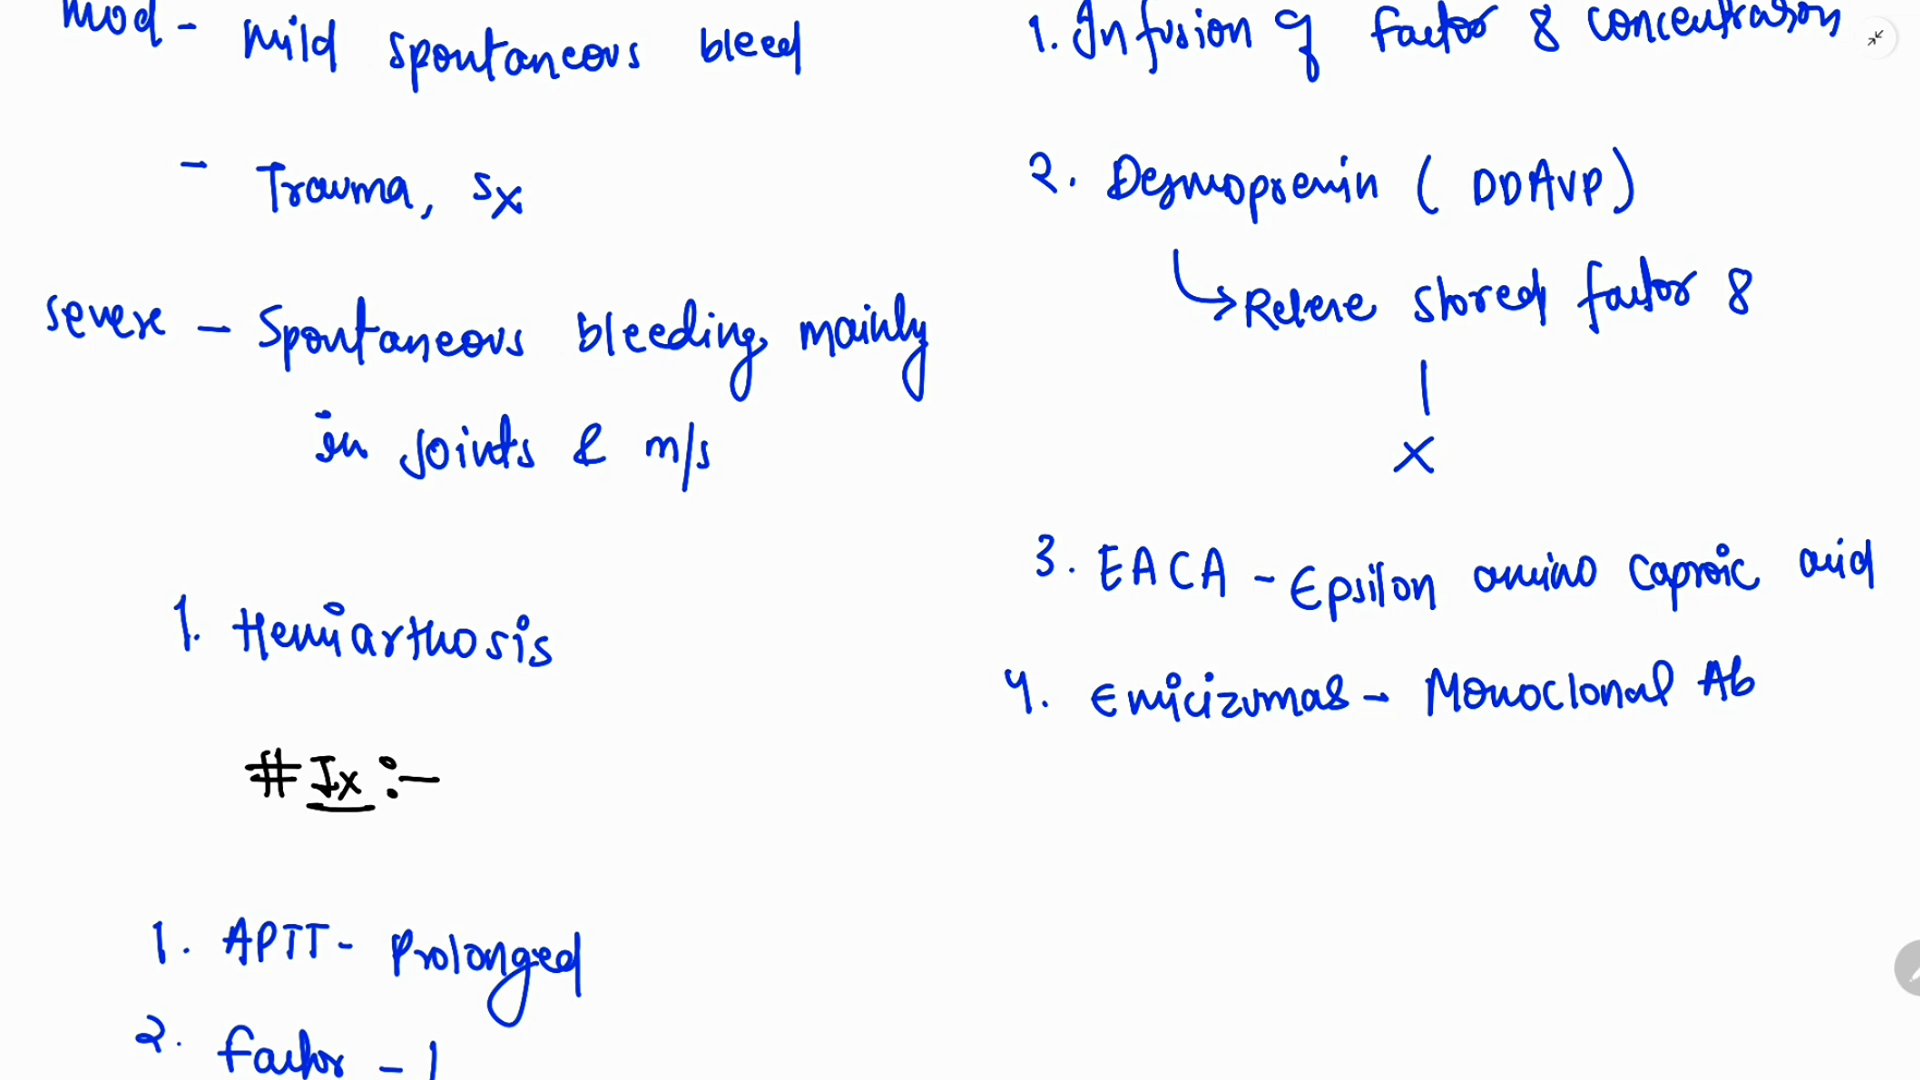 mod - mild spontaneous bleed
- Trauma, Sx
severe - Spontaneous bleeding, mainly
in joints & m/s
1. Hemiarthosis
# Ix :-
1. APTT - Prolonged
2. factor -
1. Infusion of factor 8 concentration
2. Desmopressin ( DDAVP )
↳ Release stored factor 8
|
X
3. EACA - Epsilon amino caproic acid
4. Emicizumab - Monoclonal Ab